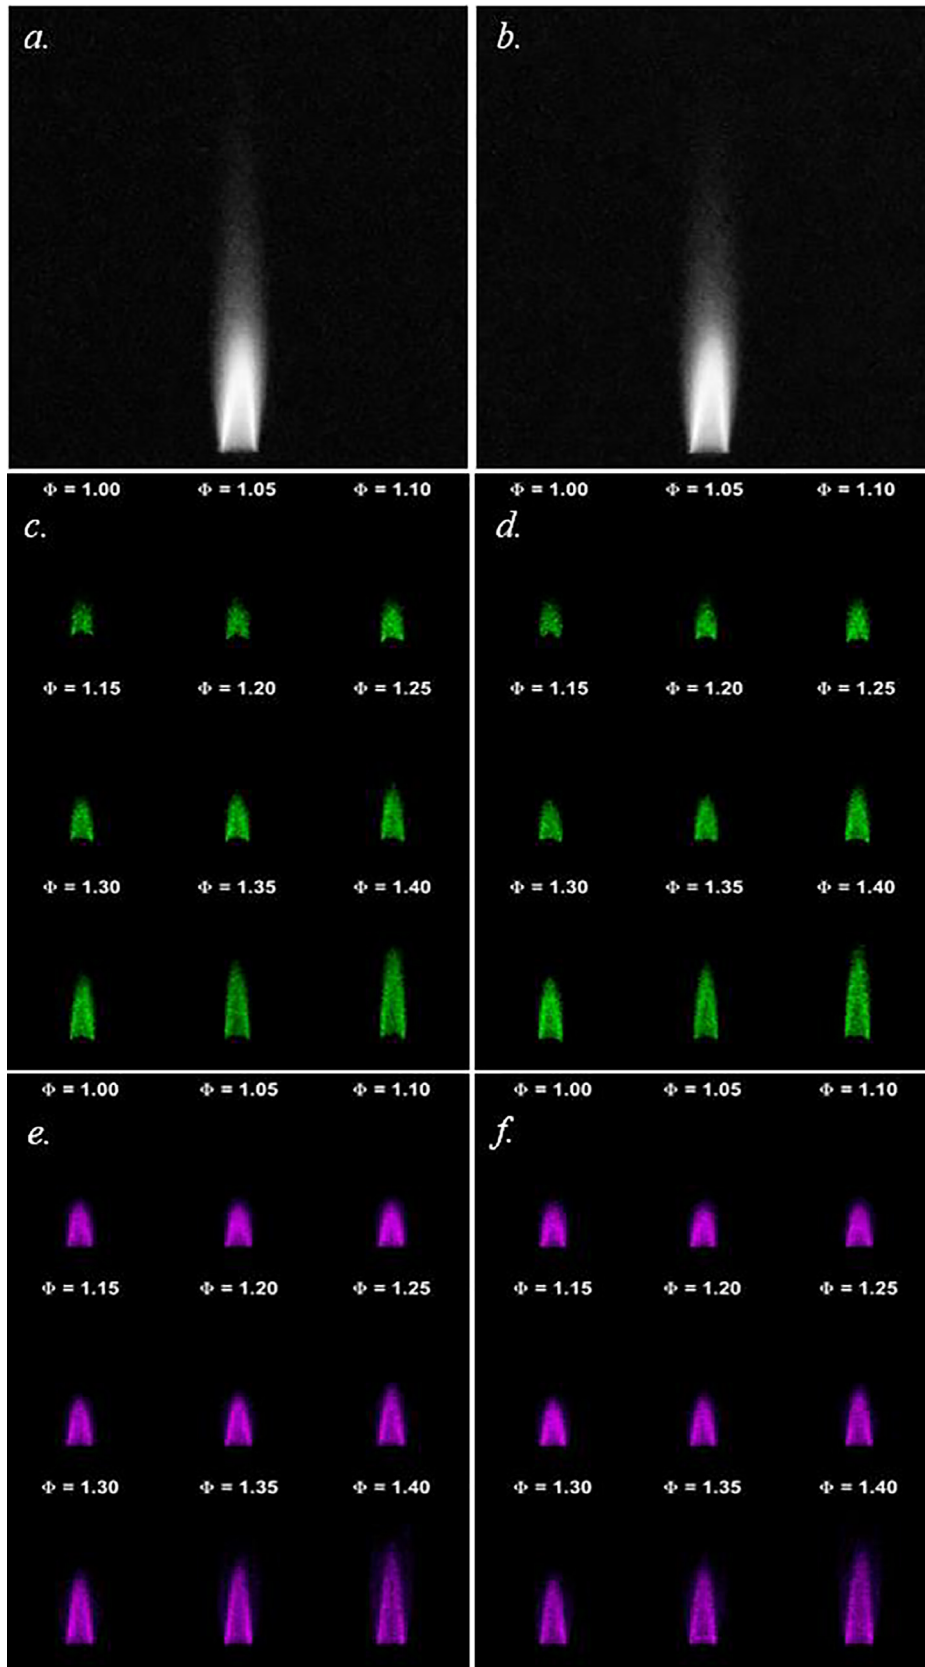 a. b.
Φ = 1.00 Φ = 1.05 Φ = 1.10 Φ = 1.00 Φ = 1.05 Φ = 1.10
c. d.
Φ = 1.15 Φ = 1.20 Φ = 1.25 Φ = 1.15 Φ = 1.20 Φ = 1.25
Φ = 1.30 Φ = 1.35 Φ = 1.40 Φ = 1.30 Φ = 1.35 Φ = 1.40
Φ = 1.00 Φ = 1.05 Φ = 1.10 Φ = 1.00 Φ = 1.05 Φ = 1.10
e. f.
Φ = 1.15 Φ = 1.20 Φ = 1.25 Φ = 1.15 Φ = 1.20 Φ = 1.25
Φ = 1.30 Φ = 1.35 Φ = 1.40 Φ = 1.30 Φ = 1.35 Φ = 1.40